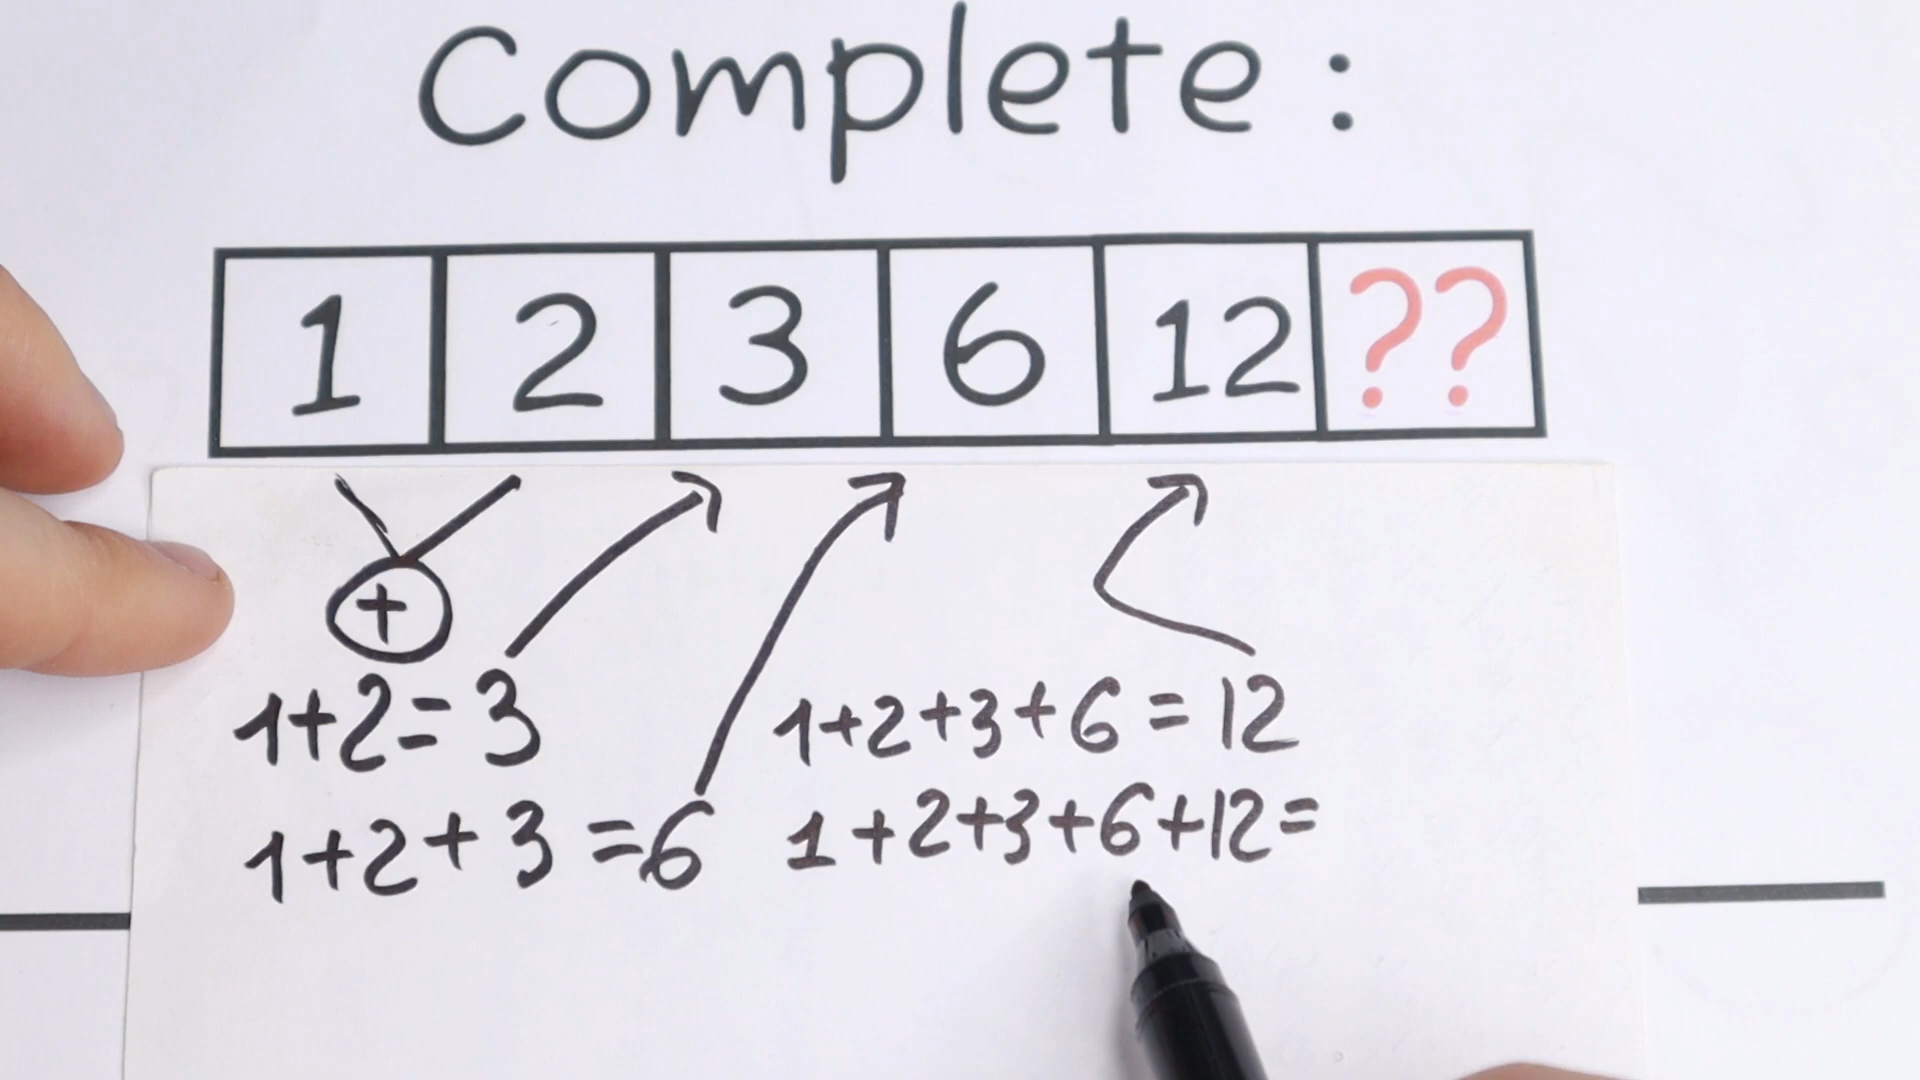 Complete:
1 2 3 6 12 ??
+
1+2=3
1+2+3=6
1+2+3+6=12
1+2+3+6+12=